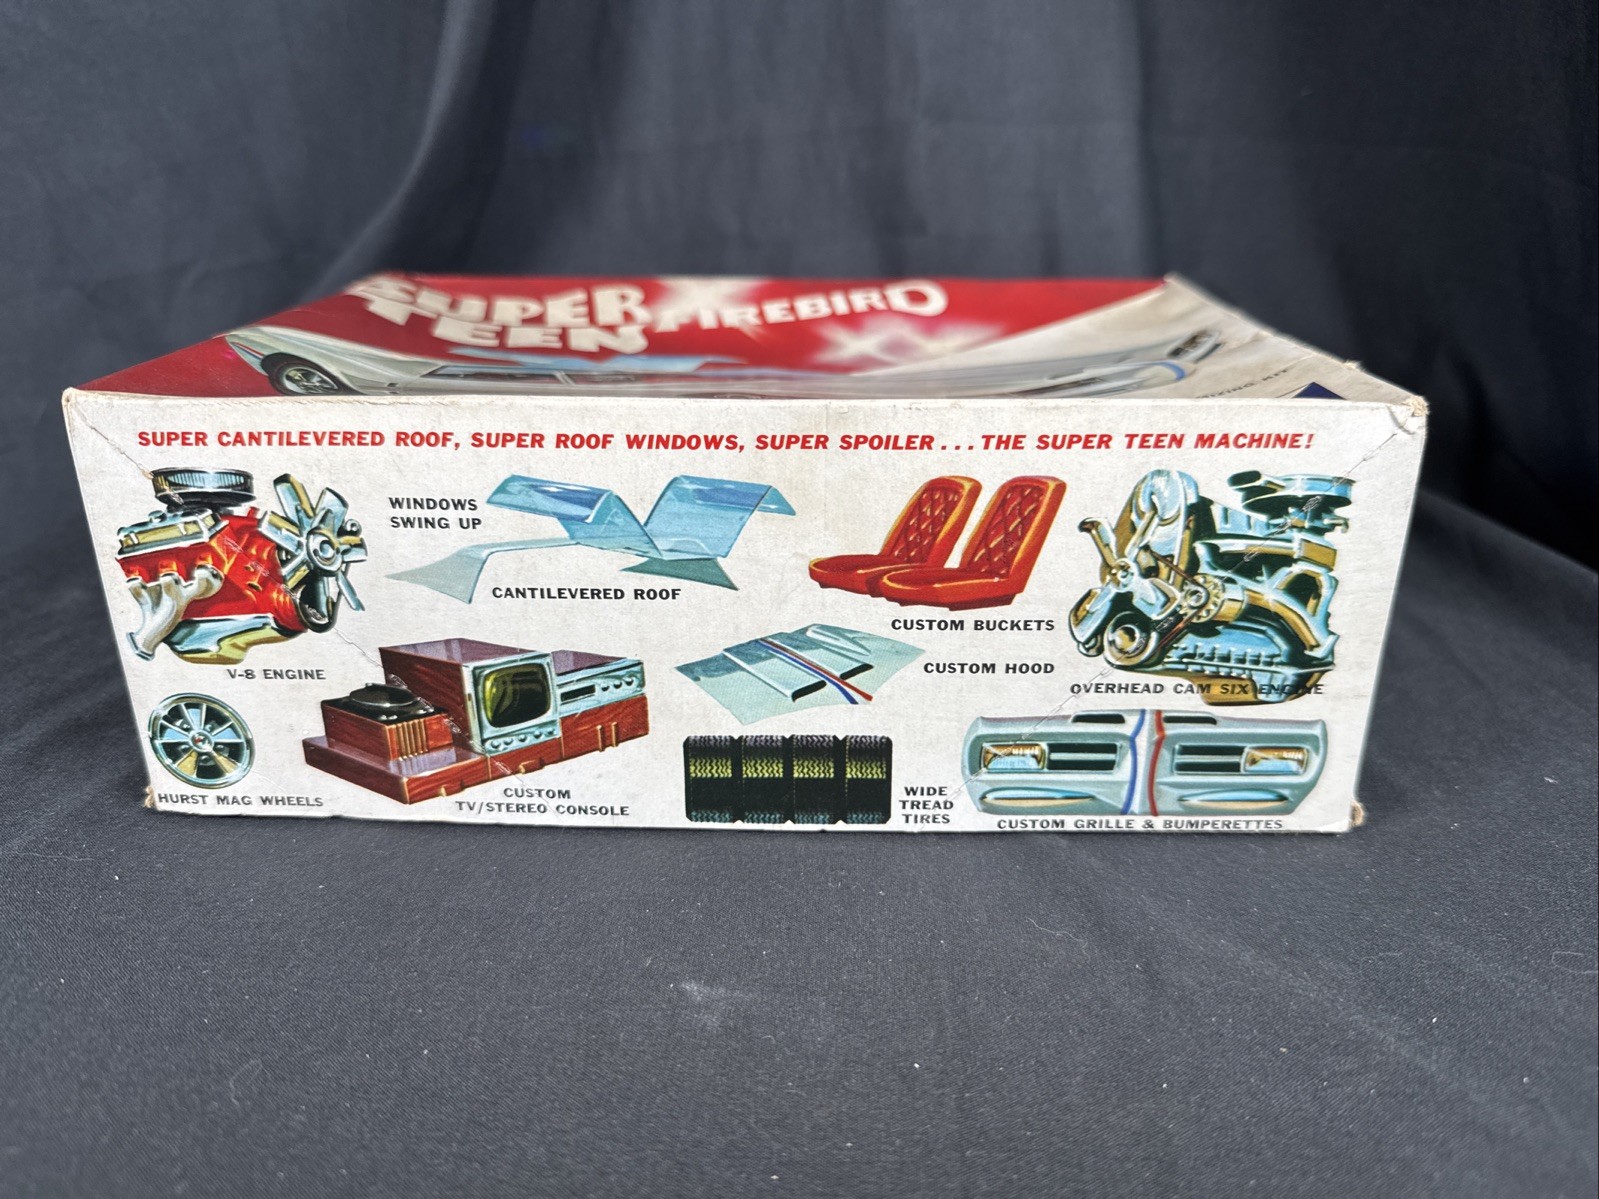 SUPER
TEEN FIREBIRD
SUPER CANTILEVERED ROOF, SUPER ROOF WINDOWS, SUPER SPOILER... THE SUPER TEEN MACHINE!
WINDOWS
SWING UP
CANTILEVERED ROOF
CUSTOM BUCKETS
V-8 ENGINE
CUSTOM HOOD
OVERHEAD CAM SIX ENGINE
HURST MAG WHEELS
CUSTOM
TV/STEREO CONSOLE
WIDE
TREAD
TIRES
CUSTOM GRILLE & BUMPERETTES